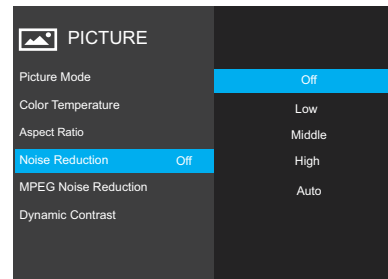 PICTURE
Picture Mode
Color Temperature
Aspect Ratio
Noise Reduction Off
MPEG Noise Reduction
Dynamic Contrast
Off
Low
Middle
High
Auto